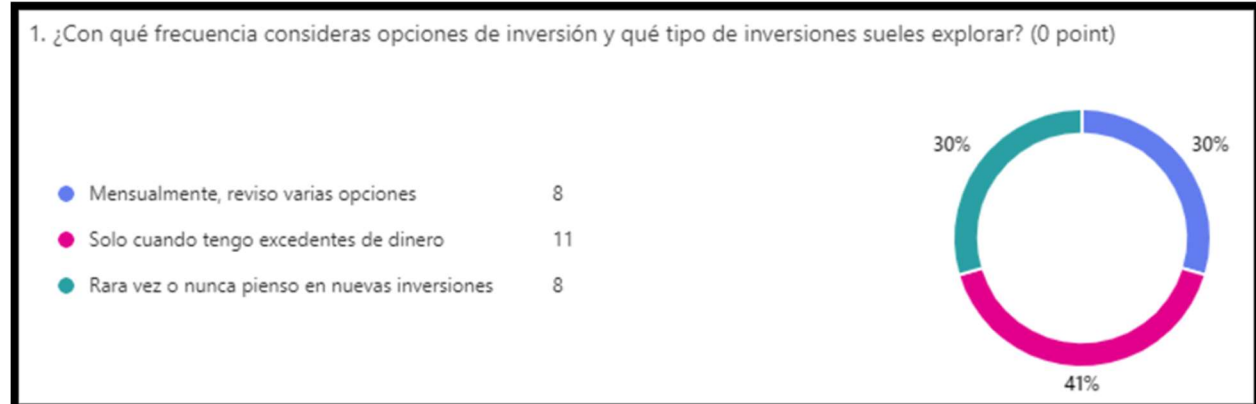 1. ¿Con qué frecuencia consideras opciones de inversión y qué tipo de inversiones sueles explorar? (0 point)
Mensualmente, reviso varias opciones 8
Solo cuando tengo excedentes de dinero 11
Rara vez o nunca pienso en nuevas inversiones 8
30%
30%
41%